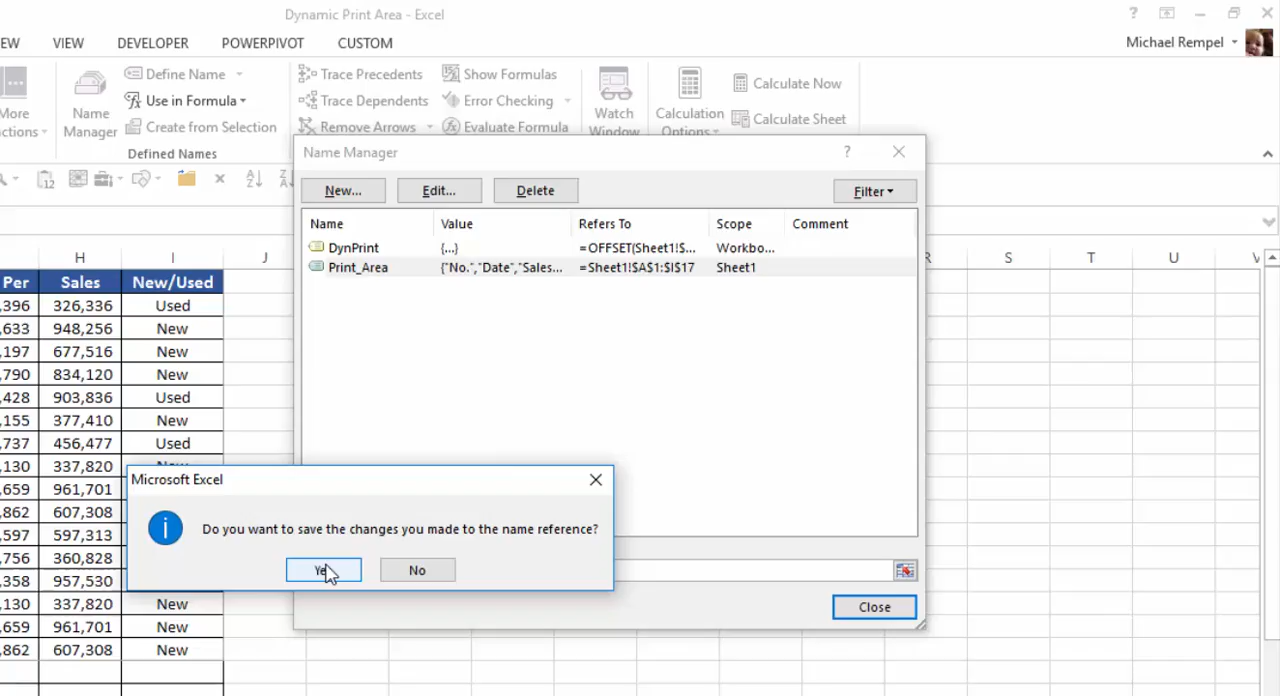 Dynamic Print Area - Excel
EW VIEW DEVELOPER POWERPIVOT CUSTOM Michael Rempel
More Name Manager Define Name Trace Precedents Show Formulas Watch Window Calculation Options Calculate Now
Use in Formula Trace Dependents Error Checking
Create from Selection Remove Arrows Evaluate Formula Calculate Sheet
Defined Names
Name Manager
New... Edit... Delete Filter
Name Value Refers To Scope Comment
DynPrint {...} =OFFSET(Sheet1!$... Workbo...
Print_Area {"No.","Date","Sales... =Sheet1!$A$1:$I$17 Sheet1
H I J R S T U
Per Sales New/Used
,396 326,336 Used
,633 948,256 New
,197 677,516 New
,790 834,120 New
,428 903,836 Used
,155 377,410 New
,737 456,477 Used
,130 337,820
,659 961,701
,862 607,308
,597 597,313
,756 360,828
,358 957,530
,130 337,820 New
,659 961,701 New
,862 607,308 New
Microsoft Excel
Do you want to save the changes you made to the name reference?
No
Close